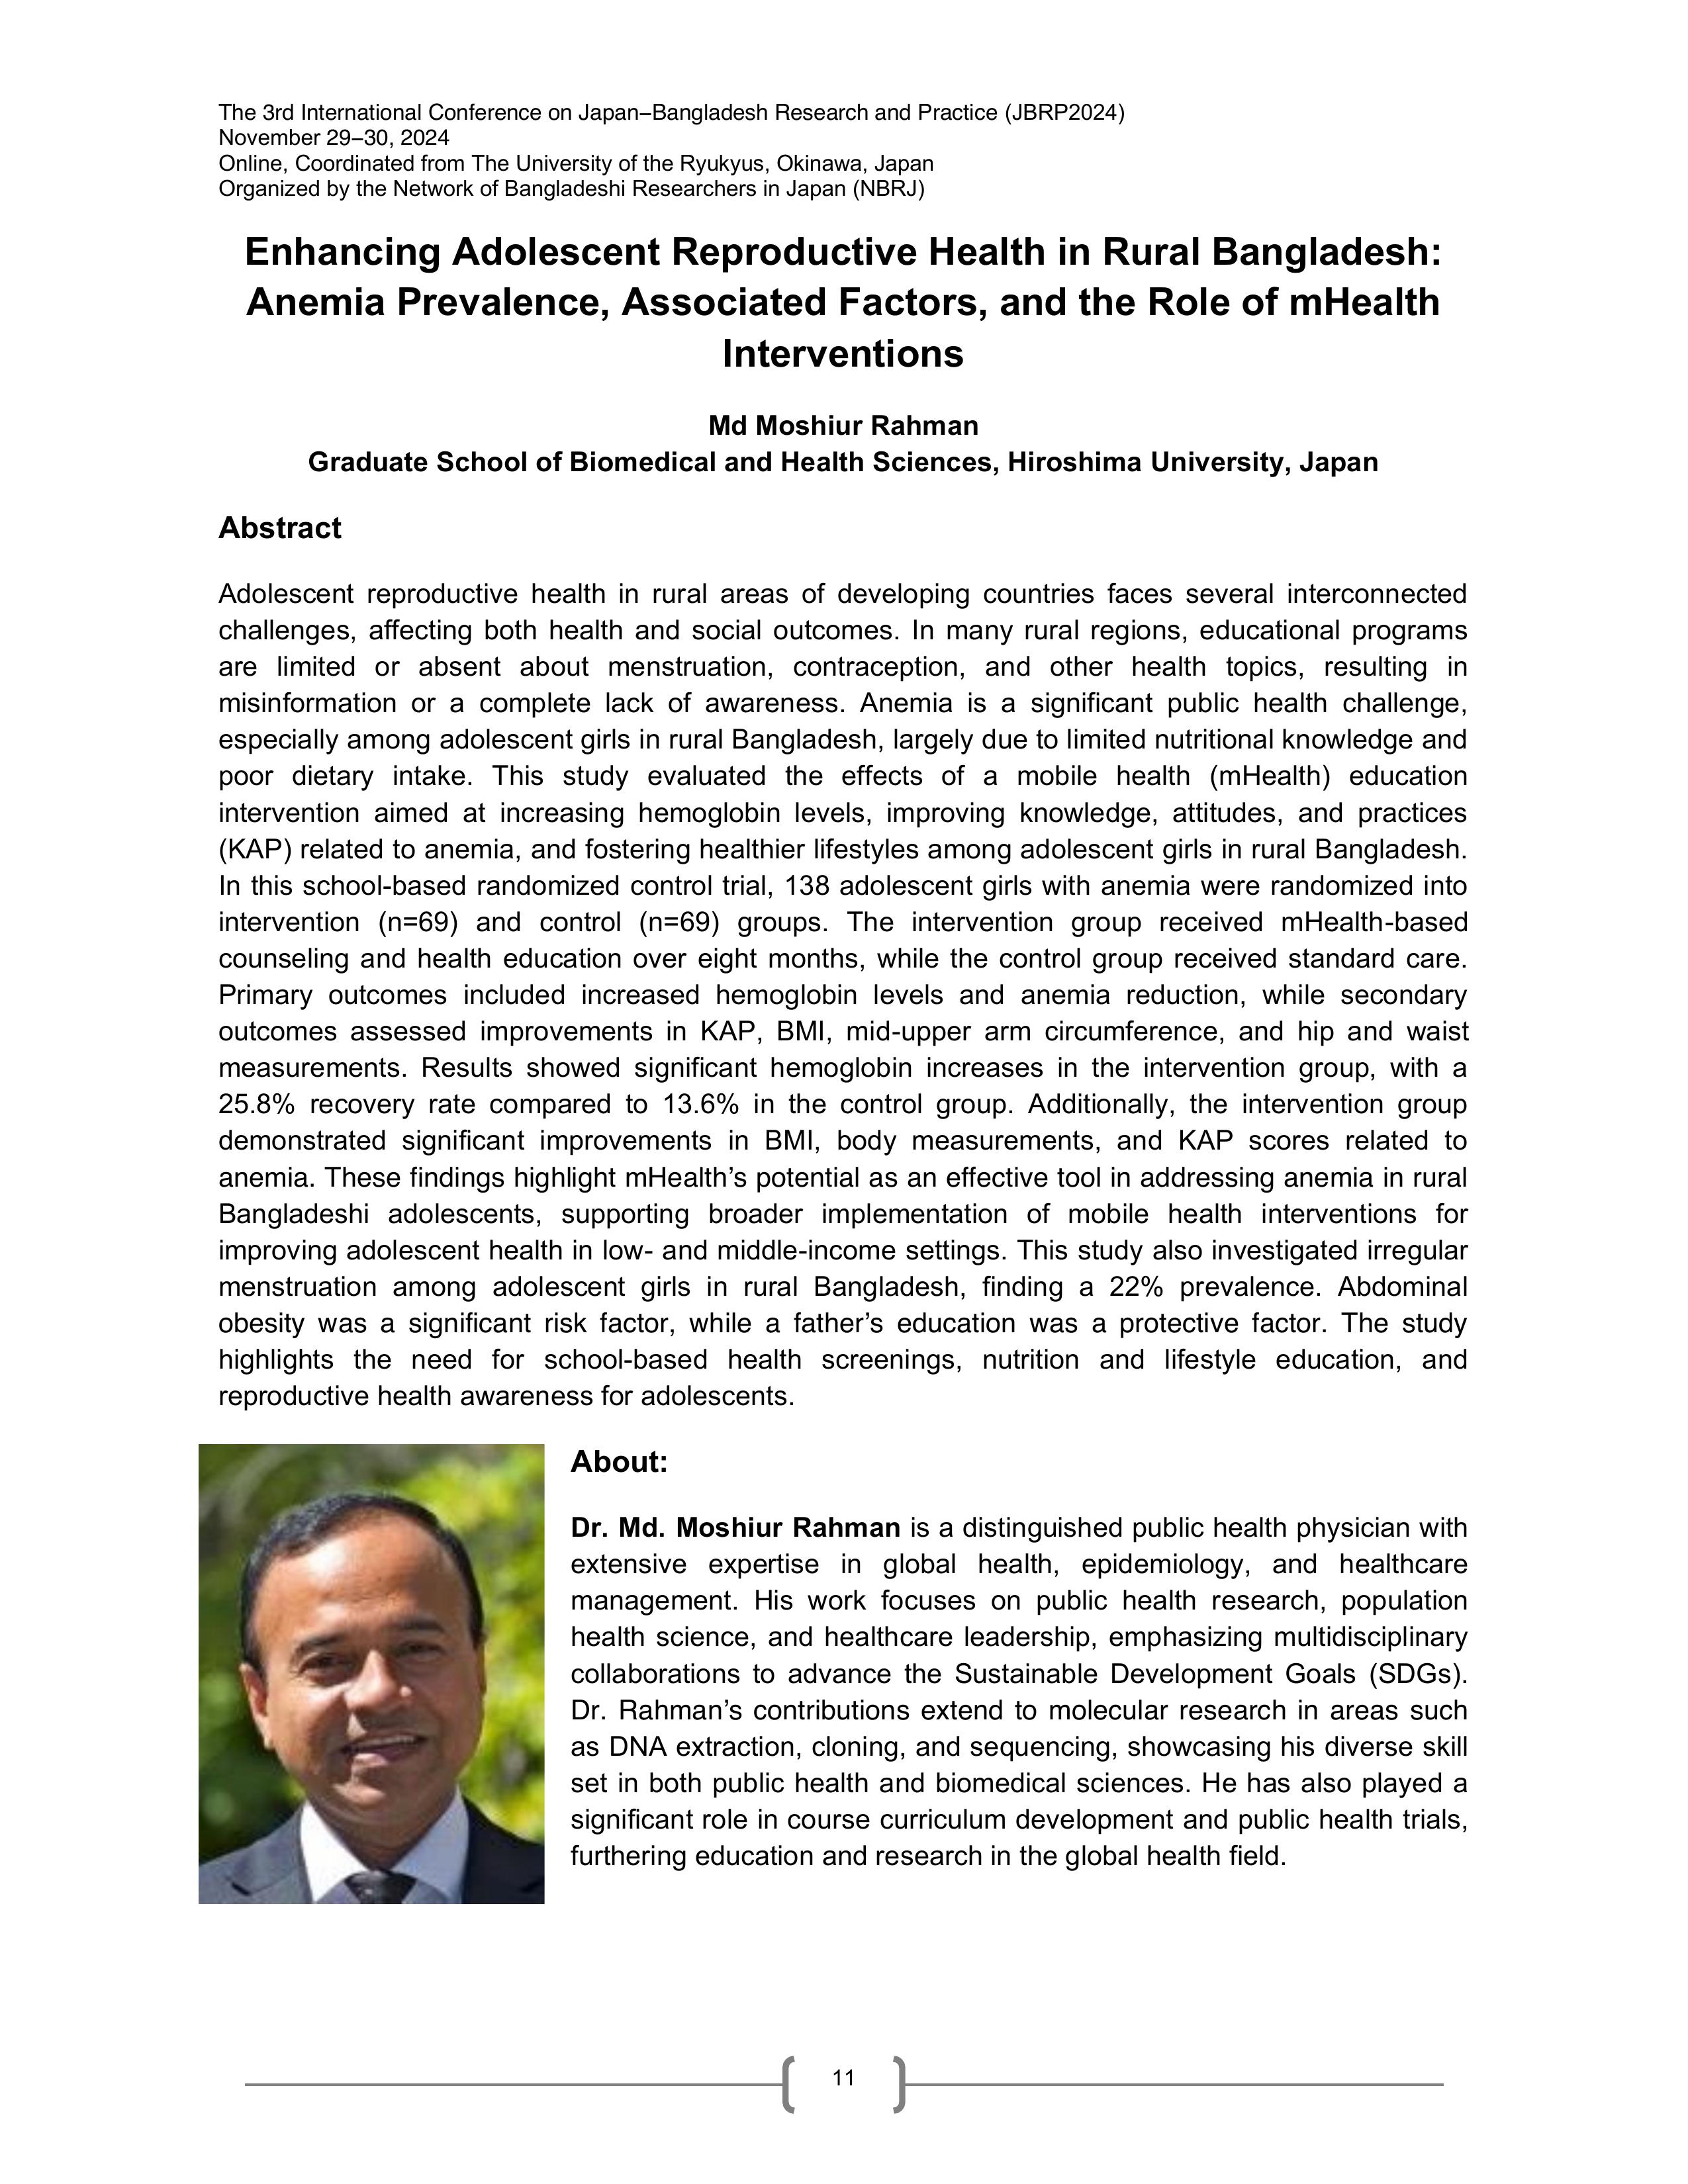 The 3rd International Conference on Japan–Bangladesh Research and Practice (JBRP2024)
November 29–30, 2024
Online, Coordinated from The University of the Ryukyus, Okinawa, Japan
Organized by the Network of Bangladeshi Researchers in Japan (NBRJ)
Enhancing Adolescent Reproductive Health in Rural Bangladesh:
Anemia Prevalence, Associated Factors, and the Role of mHealth
Interventions
Md Moshiur Rahman
Graduate School of Biomedical and Health Sciences, Hiroshima University, Japan
Abstract
Adolescent reproductive health in rural areas of developing countries faces several interconnected
challenges, affecting both health and social outcomes. In many rural regions, educational programs
are limited or absent about menstruation, contraception, and other health topics, resulting in
misinformation or a complete lack of awareness. Anemia is a significant public health challenge,
especially among adolescent girls in rural Bangladesh, largely due to limited nutritional knowledge and
poor dietary intake. This study evaluated the effects of a mobile health (mHealth) education
intervention aimed at increasing hemoglobin levels, improving knowledge, attitudes, and practices
(KAP) related to anemia, and fostering healthier lifestyles among adolescent girls in rural Bangladesh.
In this school-based randomized control trial, 138 adolescent girls with anemia were randomized into
intervention (n=69) and control (n=69) groups. The intervention group received mHealth-based
counseling and health education over eight months, while the control group received standard care.
Primary outcomes included increased hemoglobin levels and anemia reduction, while secondary
outcomes assessed improvements in KAP, BMI, mid-upper arm circumference, and hip and waist
measurements. Results showed significant hemoglobin increases in the intervention group, with a
25.8% recovery rate compared to 13.6% in the control group. Additionally, the intervention group
demonstrated significant improvements in BMI, body measurements, and KAP scores related to
anemia. These findings highlight mHealth’s potential as an effective tool in addressing anemia in rural
Bangladeshi adolescents, supporting broader implementation of mobile health interventions for
improving adolescent health in low- and middle-income settings. This study also investigated irregular
menstruation among adolescent girls in rural Bangladesh, finding a 22% prevalence. Abdominal
obesity was a significant risk factor, while a father’s education was a protective factor. The study
highlights the need for school-based health screenings, nutrition and lifestyle education, and
reproductive health awareness for adolescents.
About:
Dr. Md. Moshiur Rahman is a distinguished public health physician with
extensive expertise in global health, epidemiology, and healthcare
management. His work focuses on public health research, population
health science, and healthcare leadership, emphasizing multidisciplinary
collaborations to advance the Sustainable Development Goals (SDGs).
Dr. Rahman’s contributions extend to molecular research in areas such
as DNA extraction, cloning, and sequencing, showcasing his diverse skill
set in both public health and biomedical sciences. He has also played a
significant role in course curriculum development and public health trials,
furthering education and research in the global health field.
11